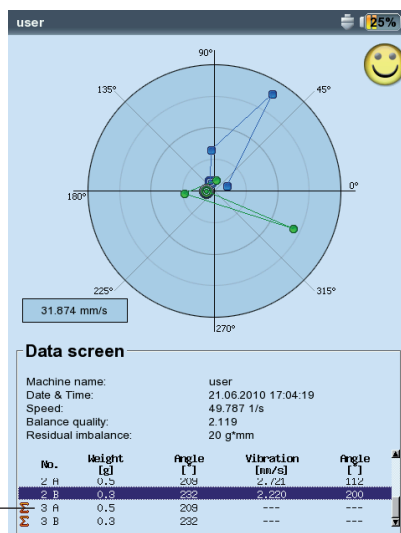 user 25%
90°
135° 45°
180° 0°
225° 315°
31.874 mm/s
270°
Data screen
Machine name: user
Date & Time: 21.06.2010 17:04:19
Speed: 49.787 1/s
Balance quality: 2.119
Residual imbalance: 20 g*mm
No. Weight Angle Vibration Angle
[g] [°] [mm/s] [°]
2 A 0.5 209 2.721 112
2 B 0.3 232 2.220 200
M 3 A 0.5 209 --- ---
M 3 B 0.3 232 --- ---